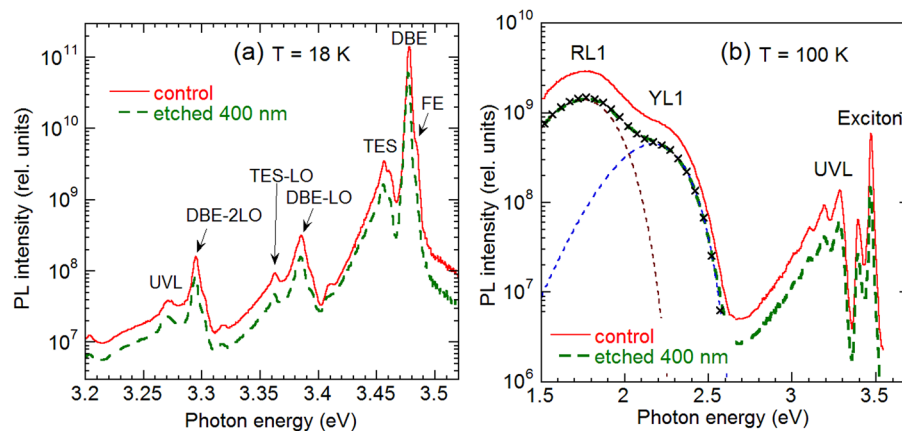 (a) T = 18 K
DBE
control
etched 400 nm
FE
TES
TES-LO
DBE-LO
DBE-2LO
UVL
PL intensity (rel. units)
10^11
10^10
10^9
10^8
10^7
3.2 3.25 3.3 3.35 3.4 3.45 3.5
Photon energy (eV)
(b) T = 100 K
RL1
YL1
Exciton
UVL
control
etched 400 nm
PL intensity (rel. units)
10^10
10^9
10^8
10^7
10^6
1.5 2 2.5 3 3.5
Photon energy (eV)